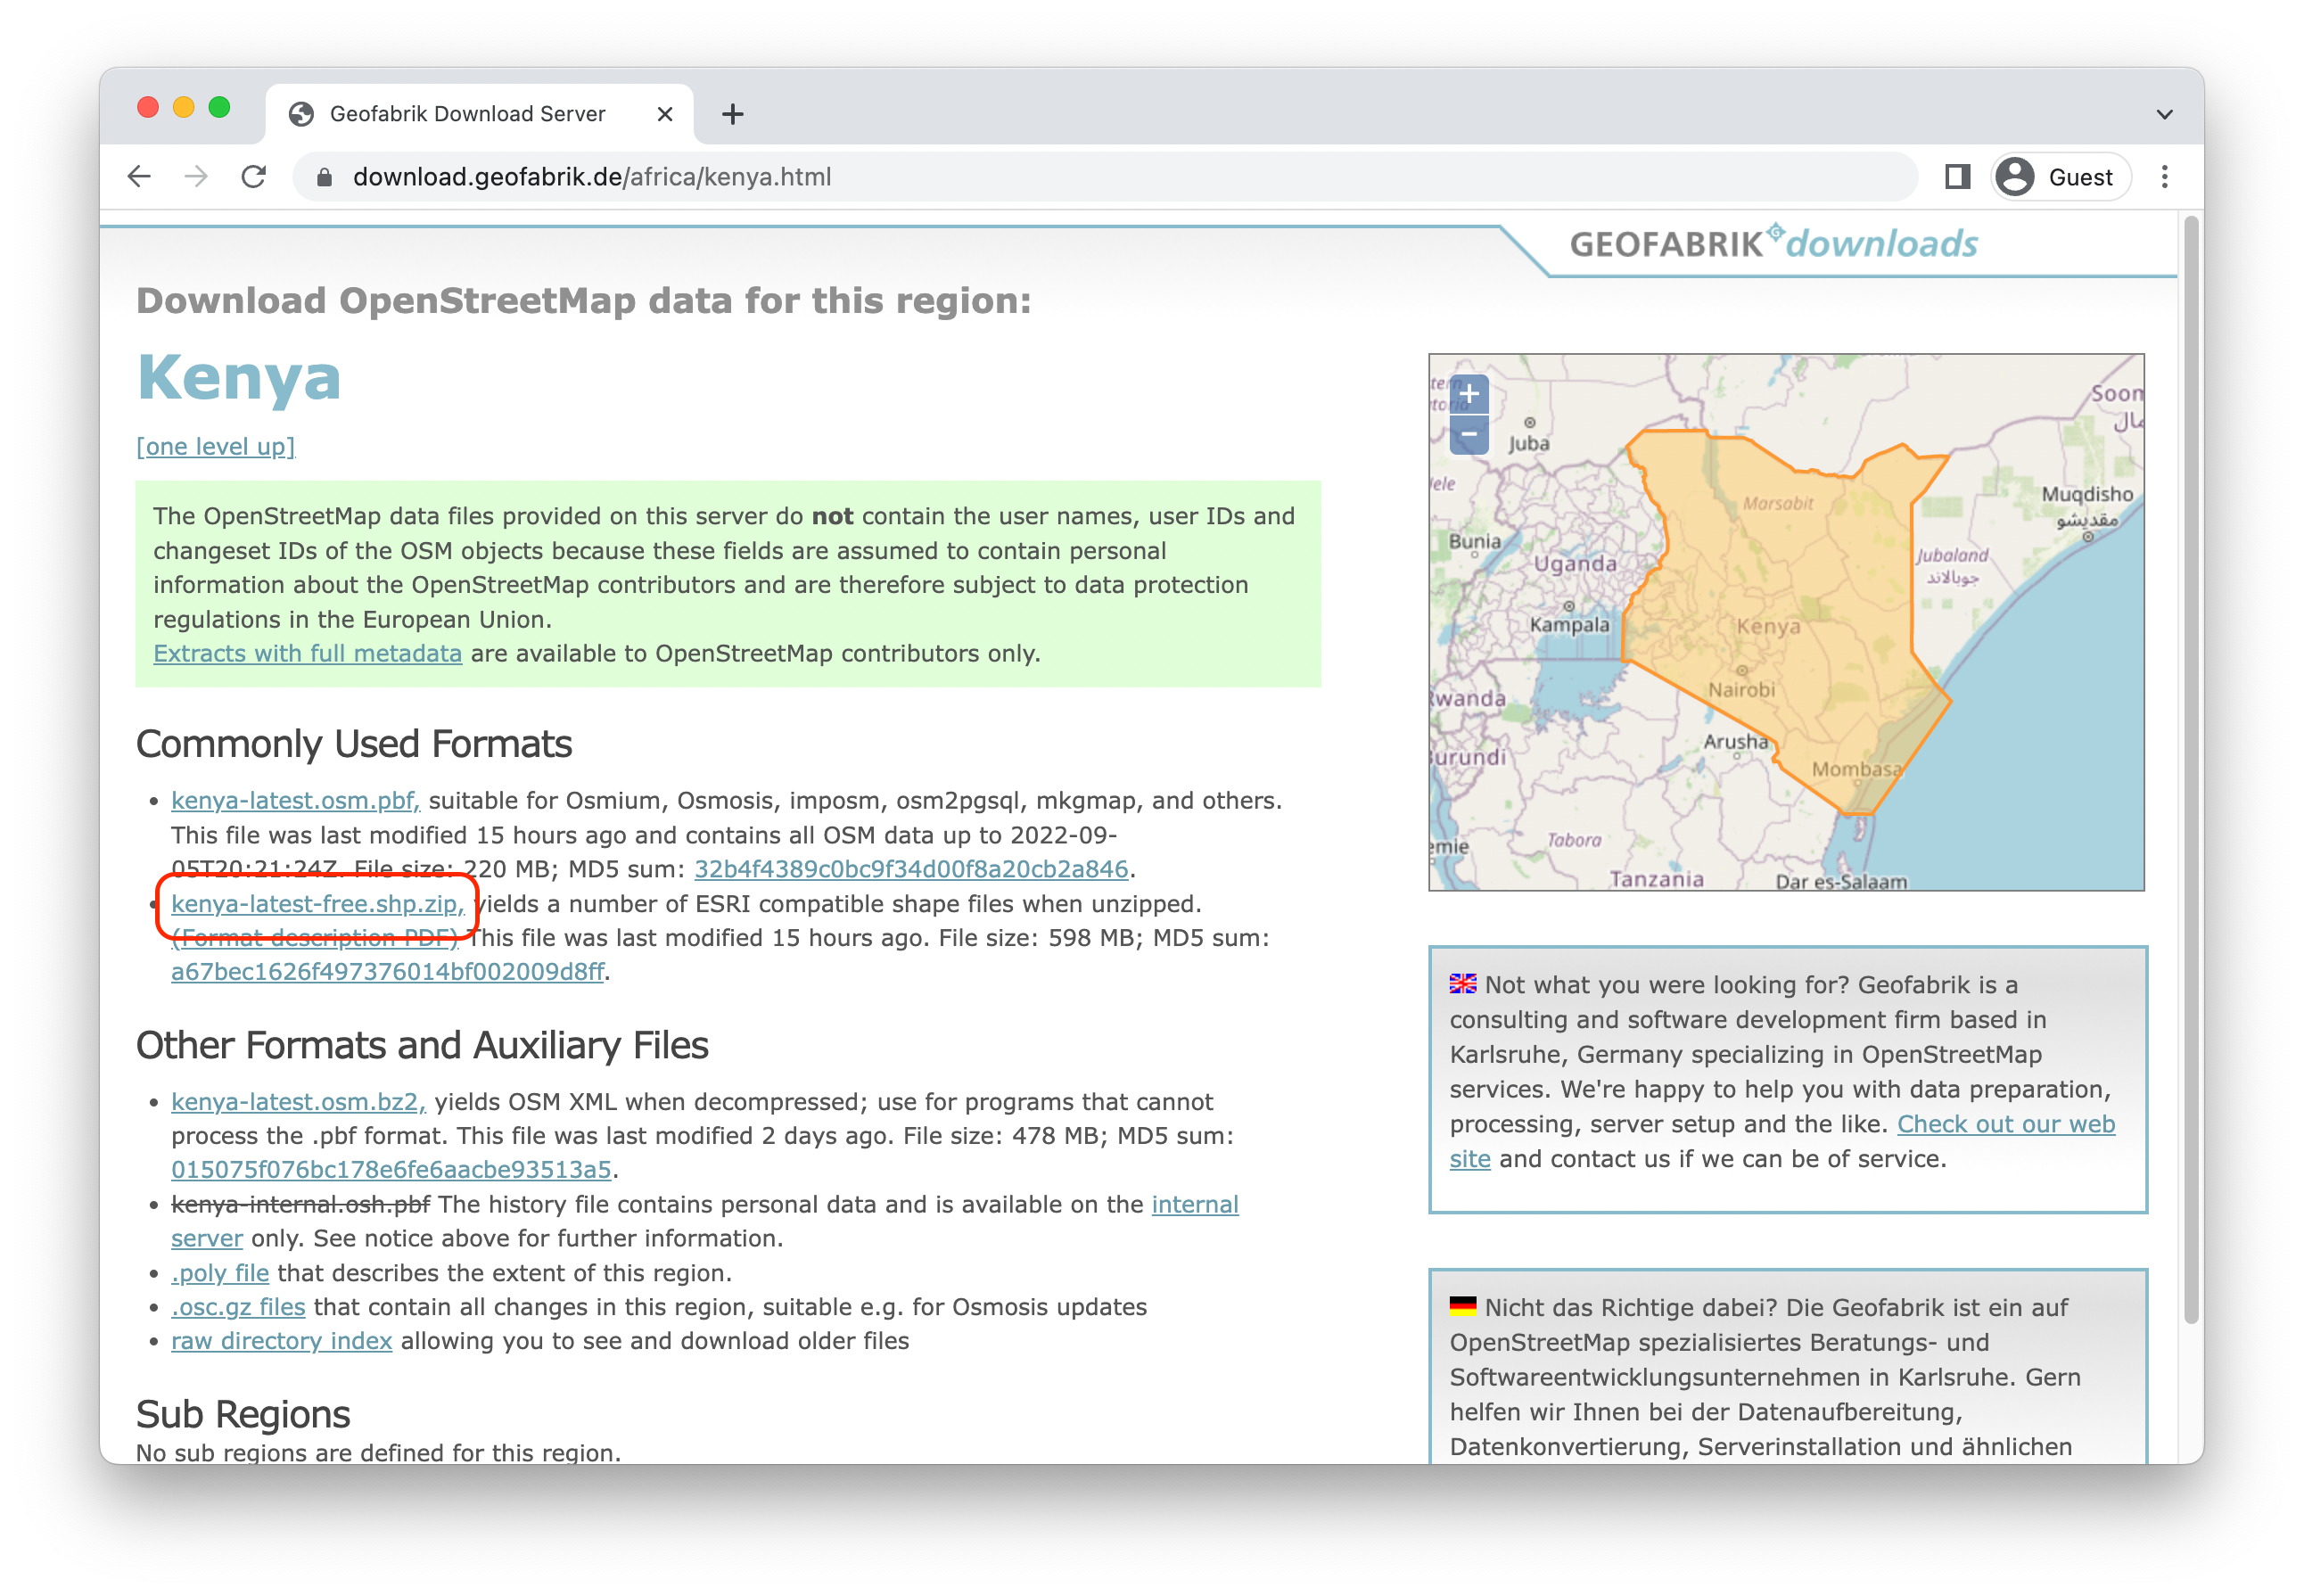 Geofabrik Download Server
download.geofabrik.de/africa/kenya.html
Guest
GEOFABRIK downloads
Download OpenStreetMap data for this region:
Kenya
[one level up]
The OpenStreetMap data files provided on this server do not contain the user names, user IDs and
changeset IDs of the OSM objects because these fields are assumed to contain personal
information about the OpenStreetMap contributors and are therefore subject to data protection
regulations in the European Union.
Extracts with full metadata are available to OpenStreetMap contributors only.
Commonly Used Formats
kenya-latest.osm.pbf, suitable for Osmium, Osmosis, imposm, osm2pgsql, mkgmap, and others.
This file was last modified 15 hours ago and contains all OSM data up to 2022-09-
05T20:21:24Z. File size: 220 MB; MD5 sum: 32b4f4389c0bc9f34d00f8a20cb2a846.
kenya-latest-free.shp.zip, yields a number of ESRI compatible shape files when unzipped.
(Format description PDF) This file was last modified 15 hours ago. File size: 598 MB; MD5 sum:
a67bec1626f497376014bf002009d8ff.
Other Formats and Auxiliary Files
kenya-latest.osm.bz2, yields OSM XML when decompressed; use for programs that cannot
process the .pbf format. This file was last modified 2 days ago. File size: 478 MB; MD5 sum:
015075f076bc178e6fe6aacbe93513a5.
kenya-internal.osh.pbf The history file contains personal data and is available on the internal
server only. See notice above for further information.
.poly file that describes the extent of this region.
.osc.gz files that contain all changes in this region, suitable e.g. for Osmosis updates
raw directory index allowing you to see and download older files
Sub Regions
No sub regions are defined for this region.
+
−
Juba
Soom
Marsabit
Muqdisho
مقديشو
Bunia
Uganda
Jubaland
جوبالاند
Kampala
Kenya
Nairobi
Rwanda
Arusha
Burundi
Mombasa
Tabora
Tanzania
Dar es-Salaam
Not what you were looking for? Geofabrik is a
consulting and software development firm based in
Karlsruhe, Germany specializing in OpenStreetMap
services. We're happy to help you with data preparation,
processing, server setup and the like. Check out our web
site and contact us if we can be of service.
Nicht das Richtige dabei? Die Geofabrik ist ein auf
OpenStreetMap spezialisiertes Beratungs- und
Softwareentwicklungsunternehmen in Karlsruhe. Gern
helfen wir Ihnen bei der Datenaufbereitung,
Datenkonvertierung, Serverinstallation und ähnlichen